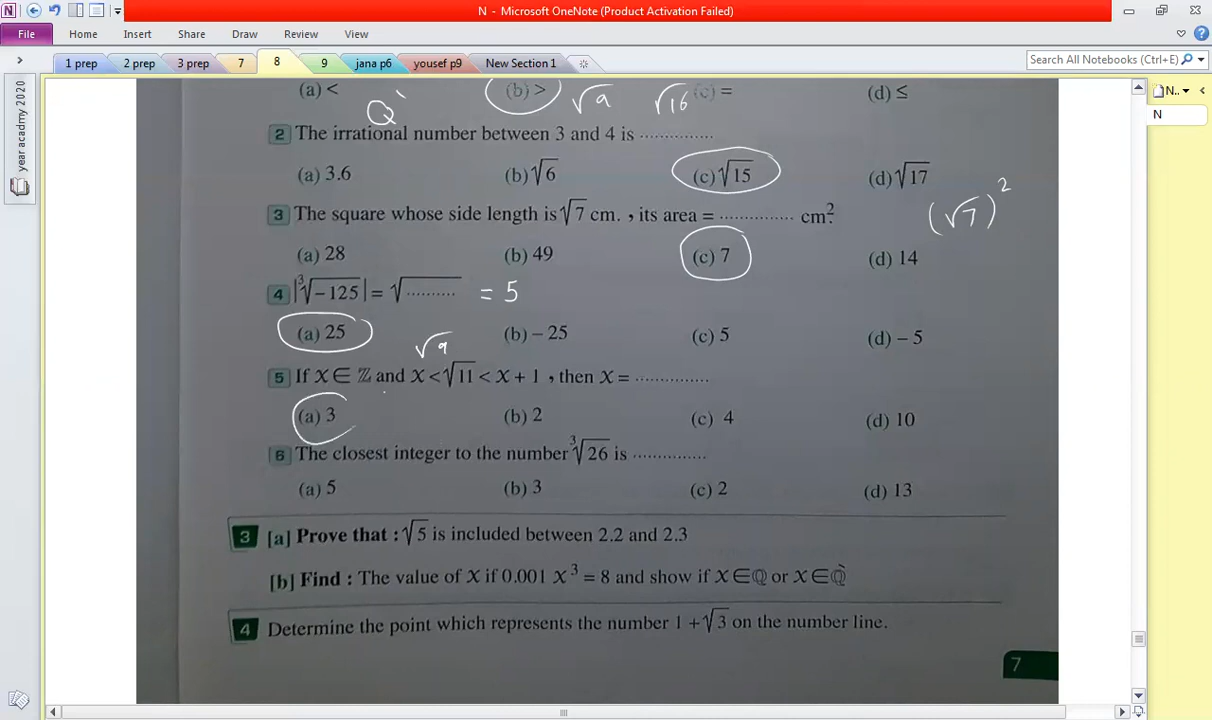 N - Microsoft OneNote (Product Activation Failed)
File Home Insert Share Draw Review View
1 prep 2 prep 3 prep 7 8 9 jana p6 yousef p9 New Section 1
Search All Notebooks (Ctrl+E)
N..
N
year academy 2020
(a) < (b) > (c) = (d) ≤
Q` √9 √16
2 The irrational number between 3 and 4 is ..............
(a) 3.6 (b) √6 (c) √15 (d) √17
3 The square whose side length is √7 cm. , its area = .............. cm².
(√7)²
(a) 28 (b) 49 (c) 7 (d) 14
4 |∛−125| = √.......... = 5
(a) 25 (b) − 25 (c) 5 (d) − 5
√9
5 If X ∈ ℤ and X < √11 < X + 1 , then X = ..............
(a) 3 (b) 2 (c) 4 (d) 10
6 The closest integer to the number ∛26 is ..............
(a) 5 (b) 3 (c) 2 (d) 13
3 [a] Prove that : √5 is included between 2.2 and 2.3
[b] Find : The value of X if 0.001 X³ = 8 and show if X ∈ ℚ or X ∈ ℚ̀
4 Determine the point which represents the number 1 + √3 on the number line.
7